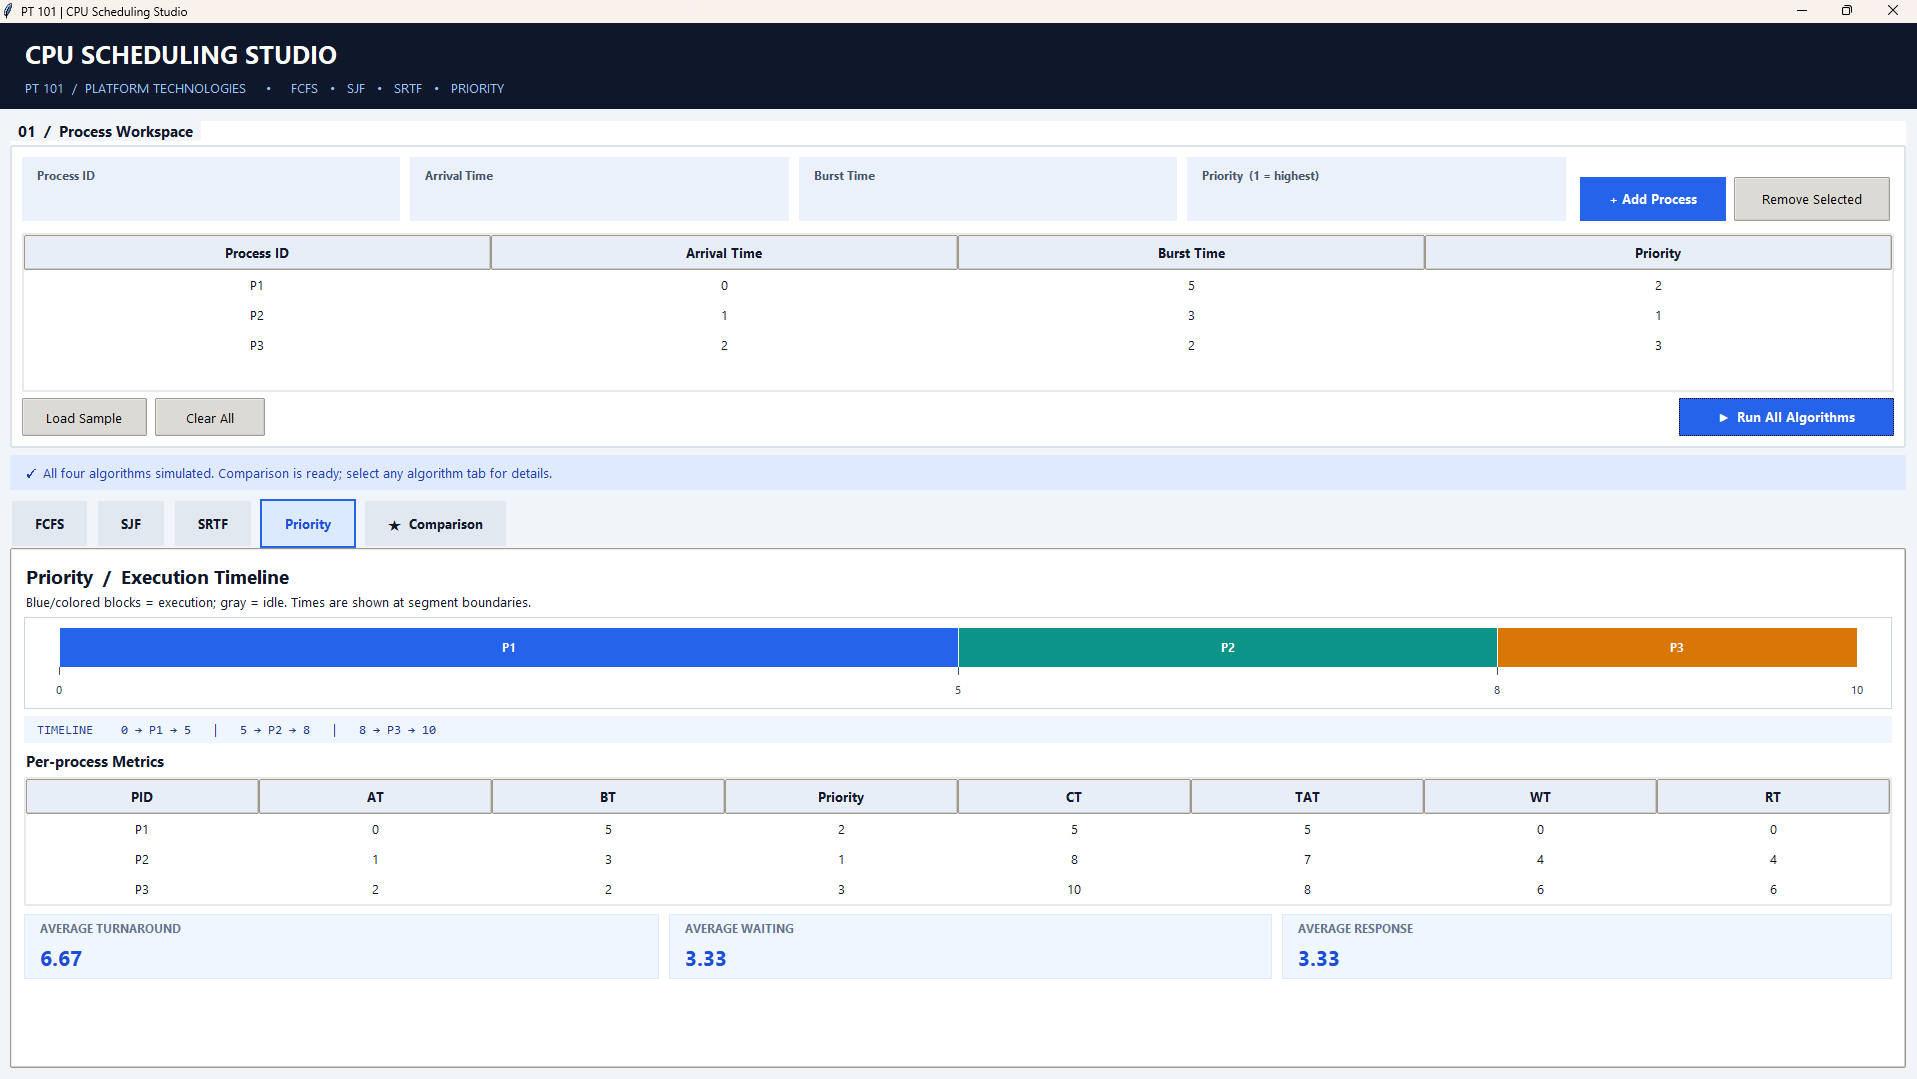 PT 101 | CPU Scheduling Studio
CPU SCHEDULING STUDIO
PT 101 / PLATFORM TECHNOLOGIES • FCFS • SJF • SRTF • PRIORITY
01 / Process Workspace
Process ID Arrival Time Burst Time Priority (1 = highest)
+ Add Process Remove Selected
Process ID Arrival Time Burst Time Priority
P1 0 5 2
P2 1 3 1
P3 2 2 3
Load Sample Clear All ► Run All Algorithms
✓ All four algorithms simulated. Comparison is ready; select any algorithm tab for details.
FCFS SJF SRTF Priority ★ Comparison
Priority / Execution Timeline
Blue/colored blocks = execution; gray = idle. Times are shown at segment boundaries.
P1 P2 P3
0 5 8 10
TIMELINE 0 → P1 → 5 | 5 → P2 → 8 | 8 → P3 → 10
Per-process Metrics
PID AT BT Priority CT TAT WT RT
P1 0 5 2 5 5 0 0
P2 1 3 1 8 7 4 4
P3 2 2 3 10 8 6 6
AVERAGE TURNAROUND AVERAGE WAITING AVERAGE RESPONSE
6.67 3.33 3.33